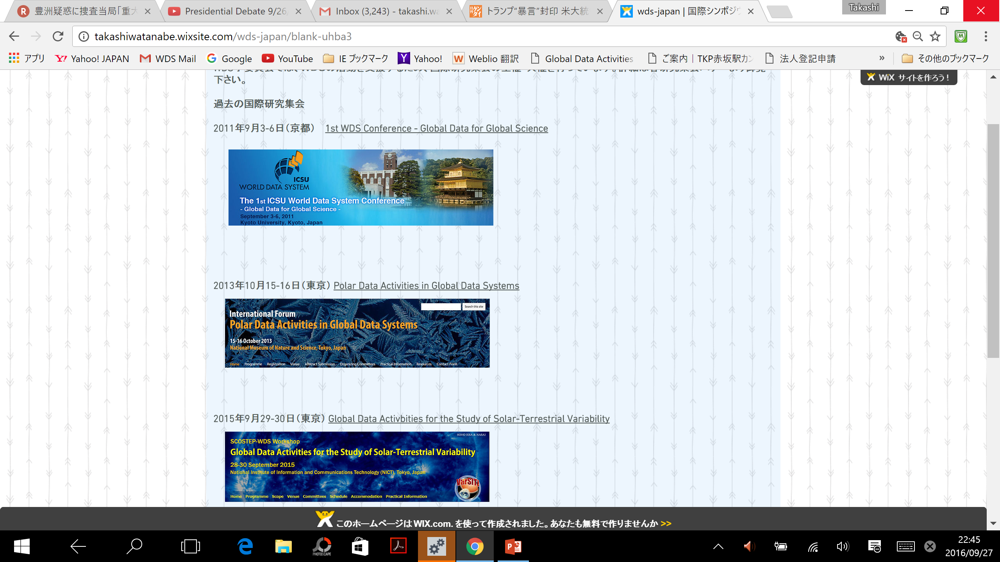 豊洲疑惑に捜査当局「重大
Presidential Debate 9/26/
Inbox (3,243) - takashi.wa
トランプ“暴言”封印 米大統
wds-japan | 国際シンポジウ
Takashi
takashiwatanabe.wixsite.com/wds-japan/blank-uhba3
アプリ
Yahoo! JAPAN
WDS Mail
Google
YouTube
IE ブックマーク
Yahoo!
Weblio 翻訳
Global Data Activities
ご案内｜TKP赤坂駅カン
法人登記申請
»
その他のブックマーク
WiX サイトを作ろう！
下さい。
過去の国際研究集会
2011年9月3-6日（京都） 1st WDS Conference - Global Data for Global Science
ICSU
WORLD DATA SYSTEM
The 1st ICSU World Data System Conference
- Global Data for Global Science -
September 3-6, 2011
Kyoto University, Kyoto, Japan
2013年10月15-16日（東京） Polar Data Activities in Global Data Systems
Search this site
International Forum
Polar Data Activities in Global Data Systems
15-16 October 2013
National Museum of Nature and Science, Tokyo, Japan
Home Programme Registration Venue Abstract Submission Organizing Committees Practical Information Resources Contact Form
2015年9月29-30日（東京） Global Data Activbities for the Study of Solar-Terrestrial Variability
SOHO (ESA & NASA)
SCOSTEP-WDS Workshop
Global Data Activities for the Study of Solar-Terrestrial Variability
28-30 September 2015
National Institute of Information and Communications Technology (NICT), Tokyo, Japan
VarSITI
Home Programme Scope Venue Committees Schedule Accommodation Practical Information
このホームページは WIX.com. を使って作成されました。あなたも無料で作りませんか >>
PHOTOSCAPE
22:45
2016/09/27